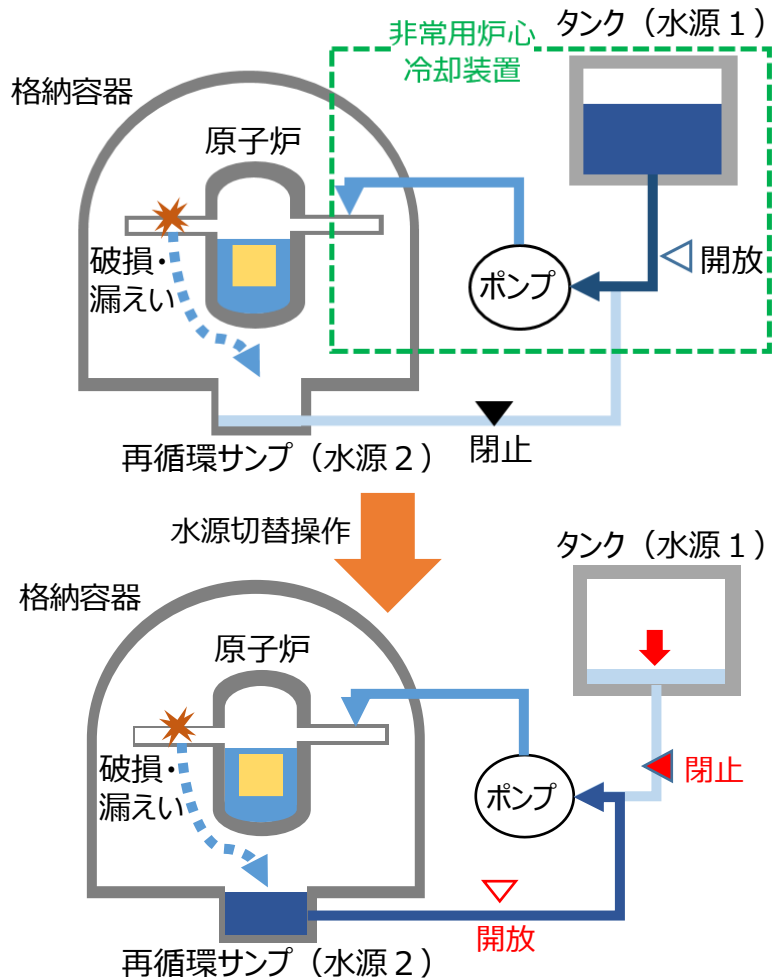 タンク（水源１）
非常用炉心
冷却装置
格納容器
原子炉
破損・
漏えい
ポンプ
開放
再循環サンプ（水源２）
閉止
水源切替操作
タンク（水源１）
格納容器
原子炉
破損・
漏えい
ポンプ
閉止
開放
再循環サンプ（水源２）